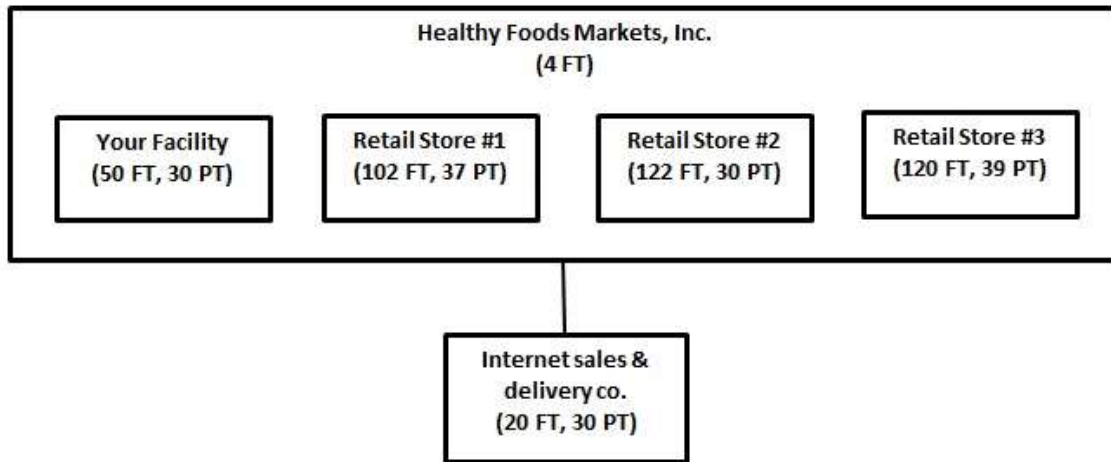 Healthy Foods Markets, Inc.
(4 FT)
Your Facility
(50 FT, 30 PT)
Retail Store #1
(102 FT, 37 PT)
Retail Store #2
(122 FT, 30 PT)
Retail Store #3
(120 FT, 39 PT)
Internet sales &
delivery co.
(20 FT, 30 PT)